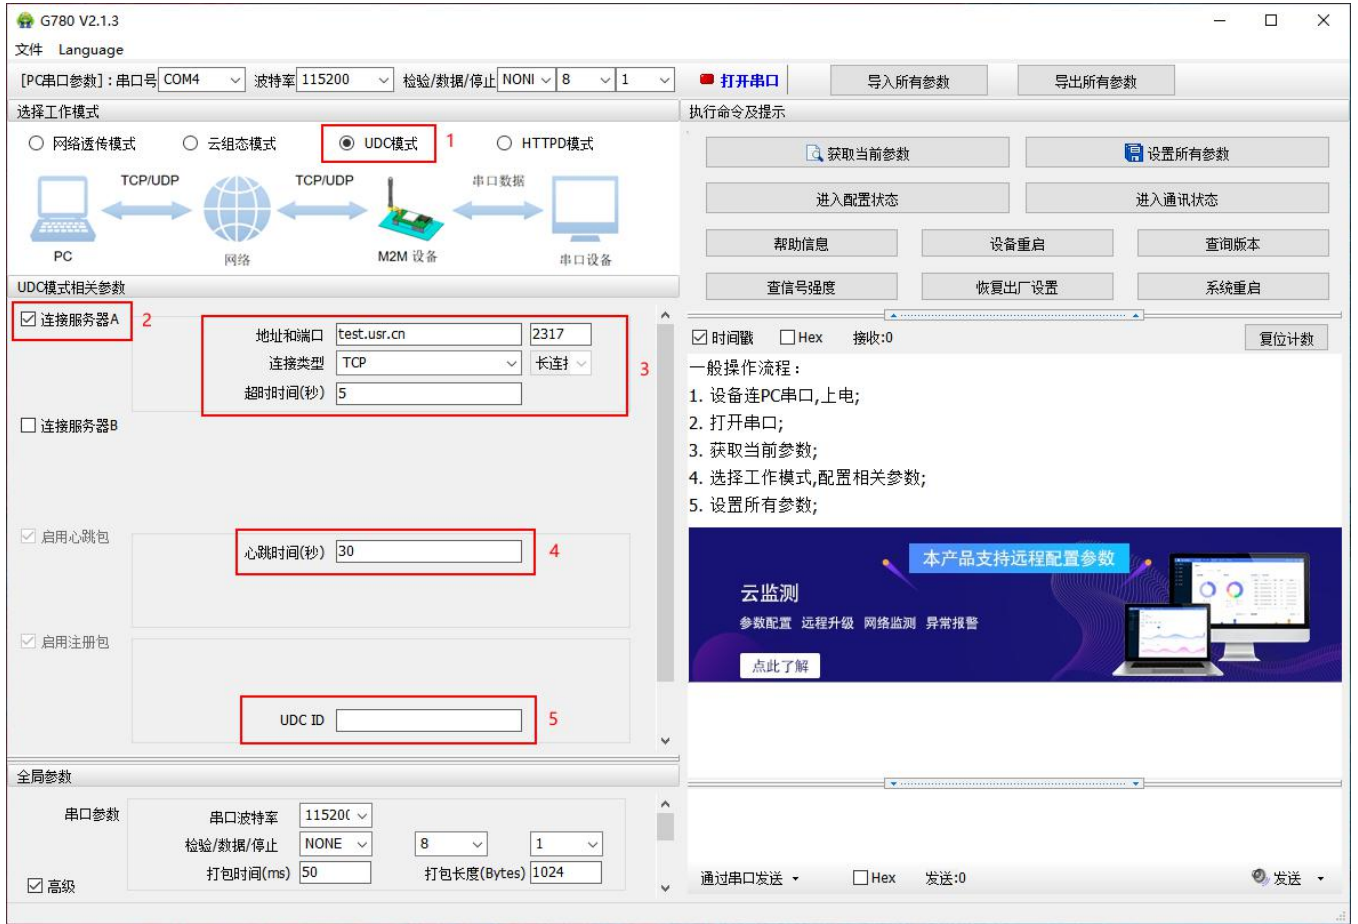 G780 V2.1.3
文件 Language
[PC串口参数]：串口号 COM4 波特率 115200 检验/数据/停止 NONI 8 1 打开串口 导入所有参数 导出所有参数
选择工作模式
网络透传模式 云组态模式 UDC模式 1 HTTPD模式
TCP/UDP TCP/UDP 串口数据
PC 网络 M2M 设备 串口设备
UDC模式相关参数
连接服务器A 2
地址和端口 test.usr.cn 2317
连接类型 TCP 长连接 3
超时时间(秒) 5
连接服务器B
启用心跳包
心跳时间(秒) 30 4
启用注册包
UDC ID 5
全局参数
串口参数 串口波特率 11520(
检验/数据/停止 NONE 8 1
打包时间(ms) 50 打包长度(Bytes) 1024
高级
执行命令及提示
获取当前参数 设置所有参数
进入配置状态 进入通讯状态
帮助信息 设备重启 查询版本
查信号强度 恢复出厂设置 系统重启
时间戳 Hex 接收:0 复位计数
一般操作流程：
1. 设备连PC串口,上电;
2. 打开串口;
3. 获取当前参数;
4. 选择工作模式,配置相关参数;
5. 设置所有参数;
本产品支持远程配置参数
云监测
参数配置 远程升级 网络监测 异常报警
点此了解
通过串口发送 Hex 发送:0 发送